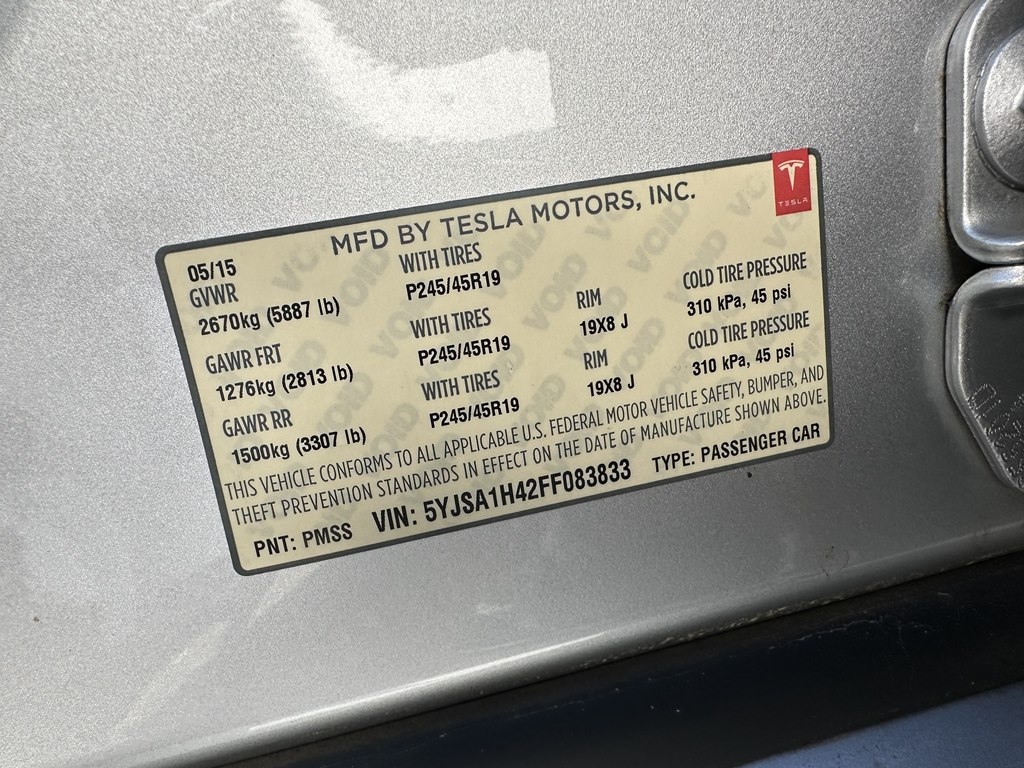 MFD BY TESLA MOTORS, INC.
TESLA
05/15
GVWR WITH TIRES
2670kg (5887 lb) P245/45R19
GAWR FRT WITH TIRES RIM COLD TIRE PRESSURE
1276kg (2813 lb) P245/45R19 19X8 J 310 kPa, 45 psi
GAWR RR WITH TIRES RIM COLD TIRE PRESSURE
1500kg (3307 lb) P245/45R19 19X8 J 310 kPa, 45 psi
THIS VEHICLE CONFORMS TO ALL APPLICABLE U.S. FEDERAL MOTOR VEHICLE SAFETY, BUMPER, AND
THEFT PREVENTION STANDARDS IN EFFECT ON THE DATE OF MANUFACTURE SHOWN ABOVE.
PNT: PMSS VIN: 5YJSA1H42FF083833 TYPE: PASSENGER CAR